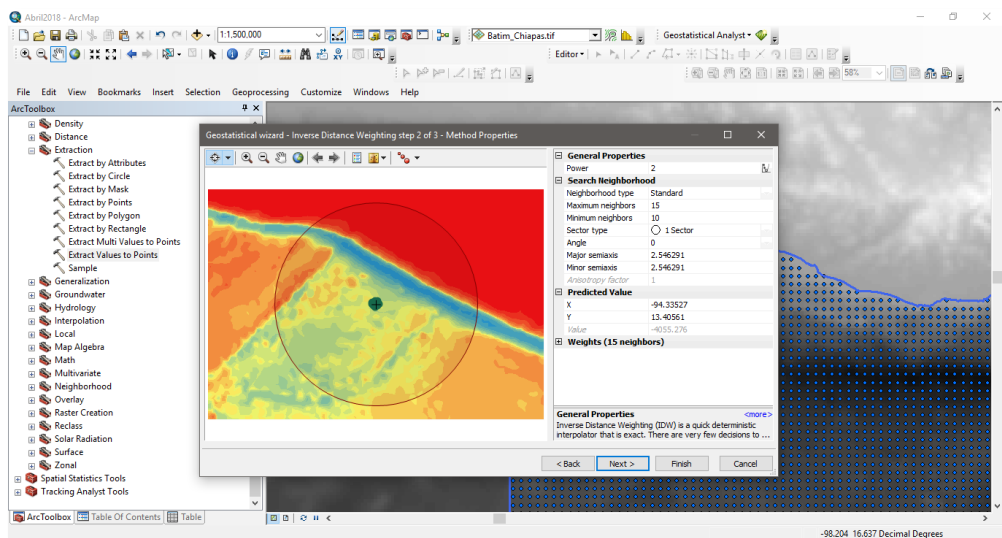 Abril2018 - ArcMap
1:1.500.000
Batim_Chiapas.tif
Geostatistical Analyst
Editor
58%
File Edit View Bookmarks Insert Selection Geoprocessing Customize Windows Help
ArcToolbox
Density
Distance
Extraction
Extract by Attributes
Extract by Circle
Extract by Mask
Extract by Points
Extract by Polygon
Extract by Rectangle
Extract Multi Values to Points
Extract Values to Points
Sample
Generalization
Groundwater
Hydrology
Interpolation
Local
Map Algebra
Math
Multivariate
Neighborhood
Overlay
Raster Creation
Reclass
Solar Radiation
Surface
Zonal
Spatial Statistics Tools
Tracking Analyst Tools
ArcToolbox Table Of Contents Table
Geostatistical wizard - Inverse Distance Weighting step 2 of 3 - Method Properties
General Properties
Power 2
Search Neighborhood
Neighborhood type Standard
Maximum neighbors 15
Minimum neighbors 10
Sector type 1 Sector
Angle 0
Major semiaxis 2.546291
Minor semiaxis 2.546291
Anisotropy factor 1
Predicted Value
X -94.33527
Y 13.40561
Value -4055.276
Weights (15 neighbors)
General Properties <more>
Inverse Distance Weighting (IDW) is a quick deterministic
interpolator that is exact. There are very few decisions to ...
< Back Next > Finish Cancel
-98.204 16.637 Decimal Degrees